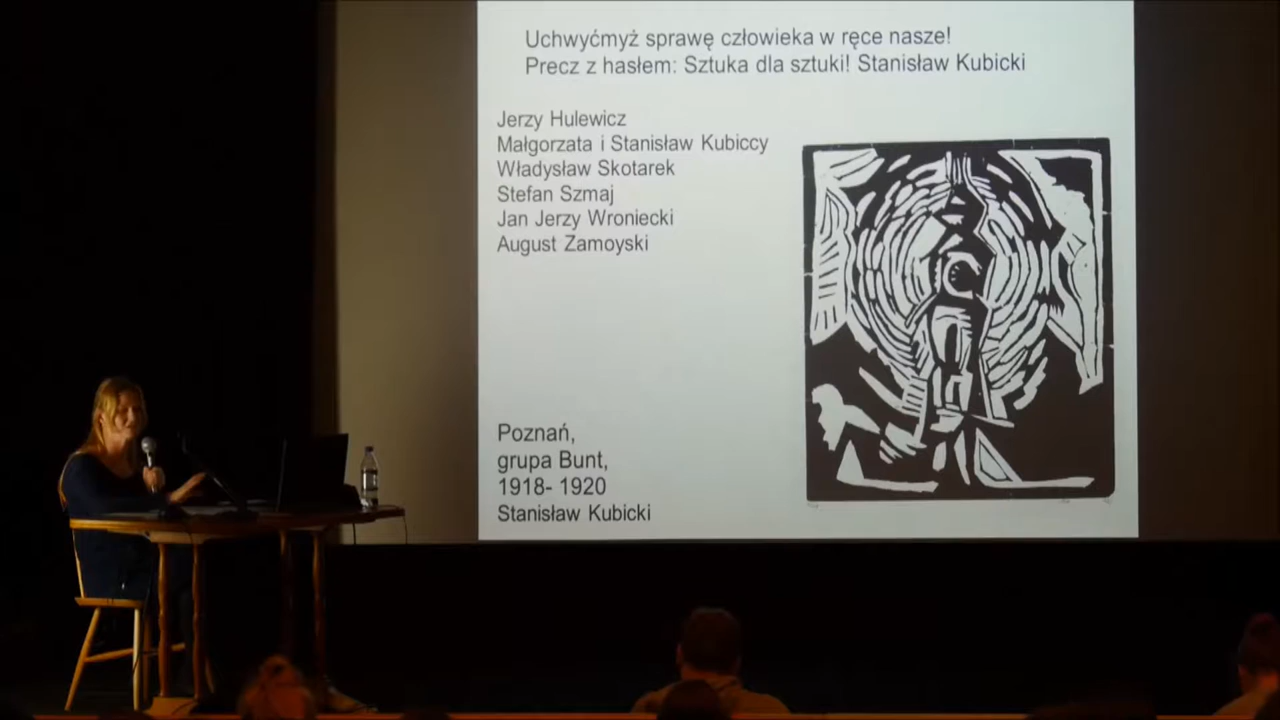 Uchwyćmyż sprawę człowieka w ręce nasze!
Precz z hasłem: Sztuka dla sztuki! Stanisław Kubicki
Jerzy Hulewicz
Małgorzata i Stanisław Kubiccy
Władysław Skotarek
Stefan Szmaj
Jan Jerzy Wroniecki
August Zamoyski
Poznań,
grupa Bunt,
1918- 1920
Stanisław Kubicki